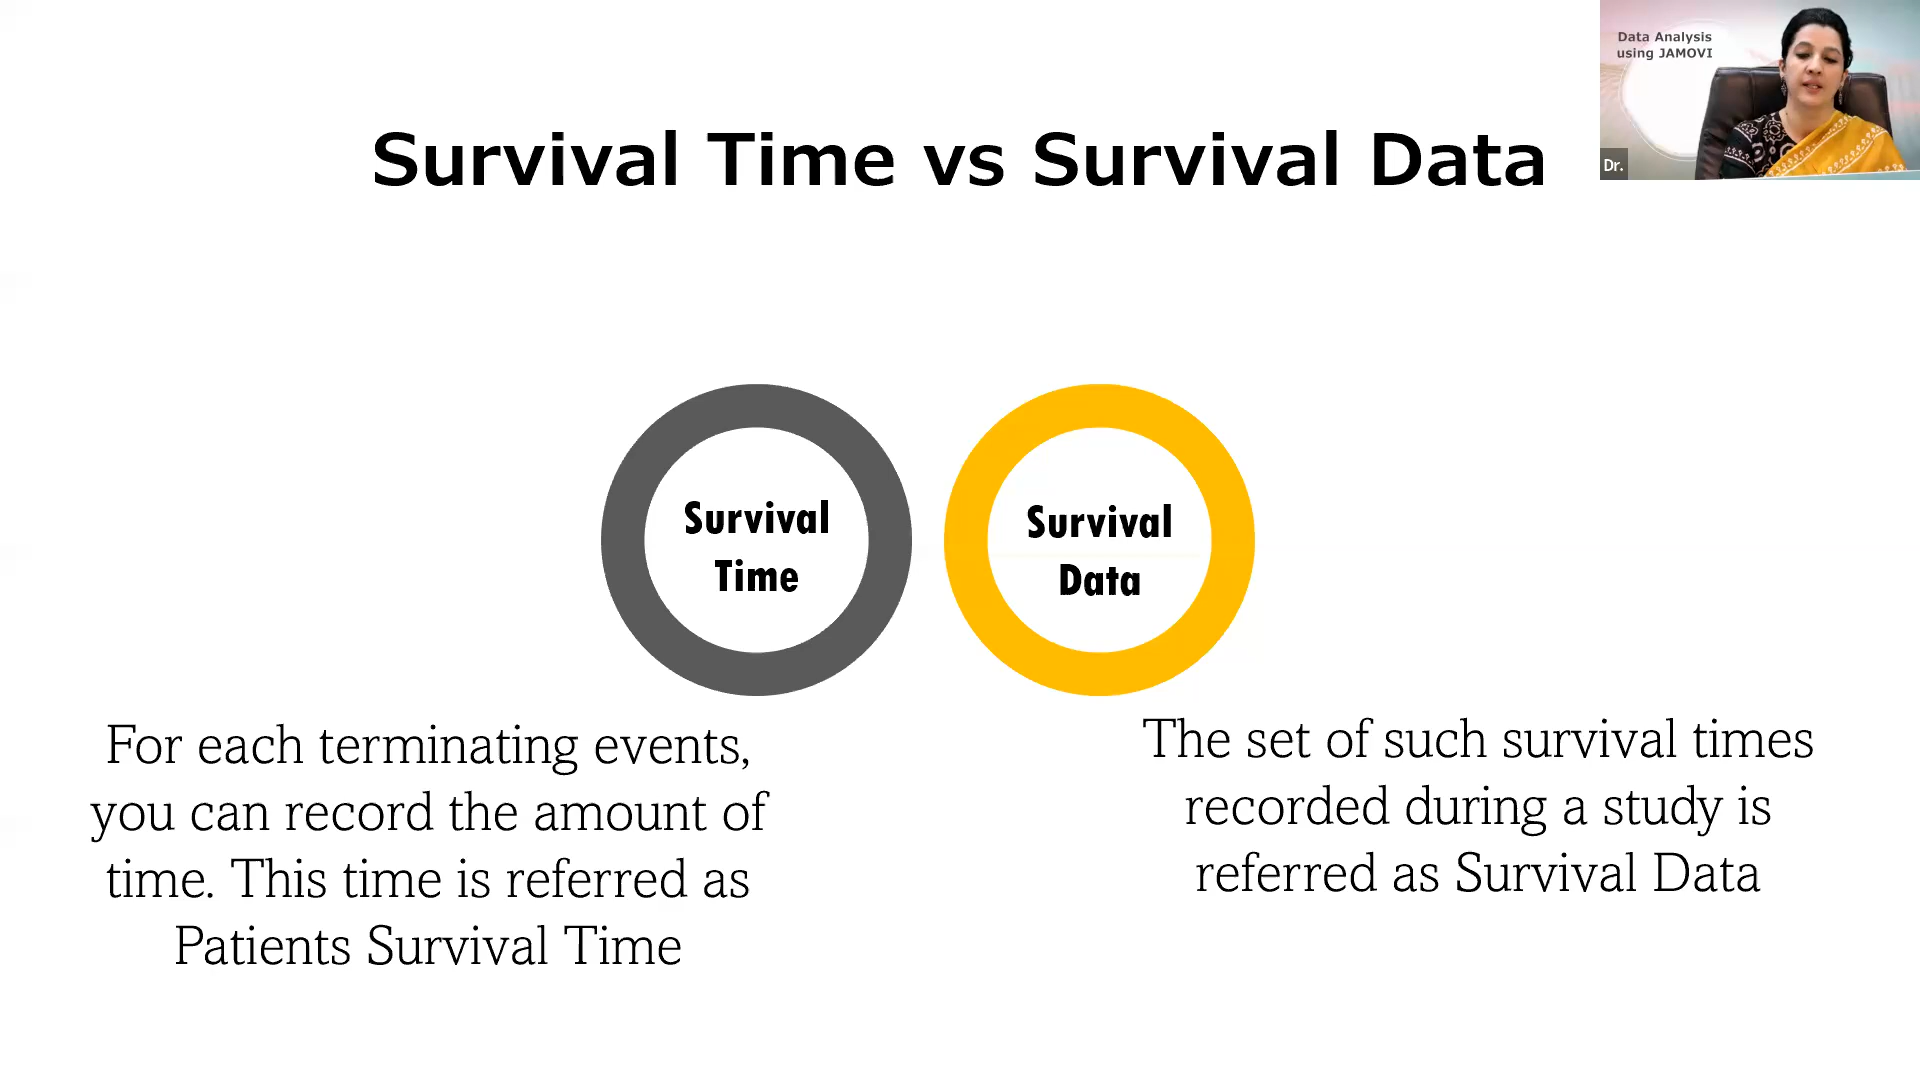 Data Analysis
using JAMOVI
Dr.
Survival Time vs Survival Data
Survival
Time
Survival
Data
For each terminating events,
you can record the amount of
time. This time is referred as
Patients Survival Time
The set of such survival times
recorded during a study is
referred as Survival Data